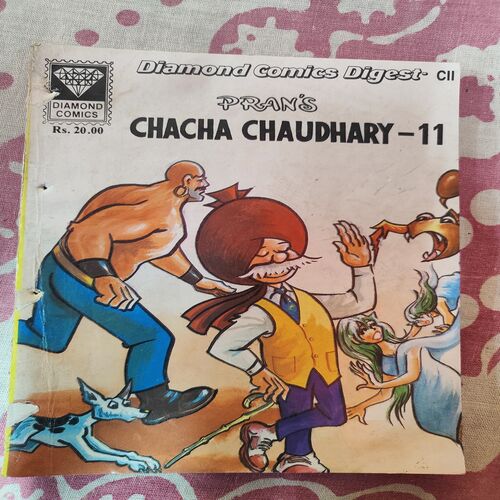 Diamond Comics Digest- CII
DIAMOND
COMICS
Rs. 20.00
PRAN'S
CHACHA CHAUDHARY-11